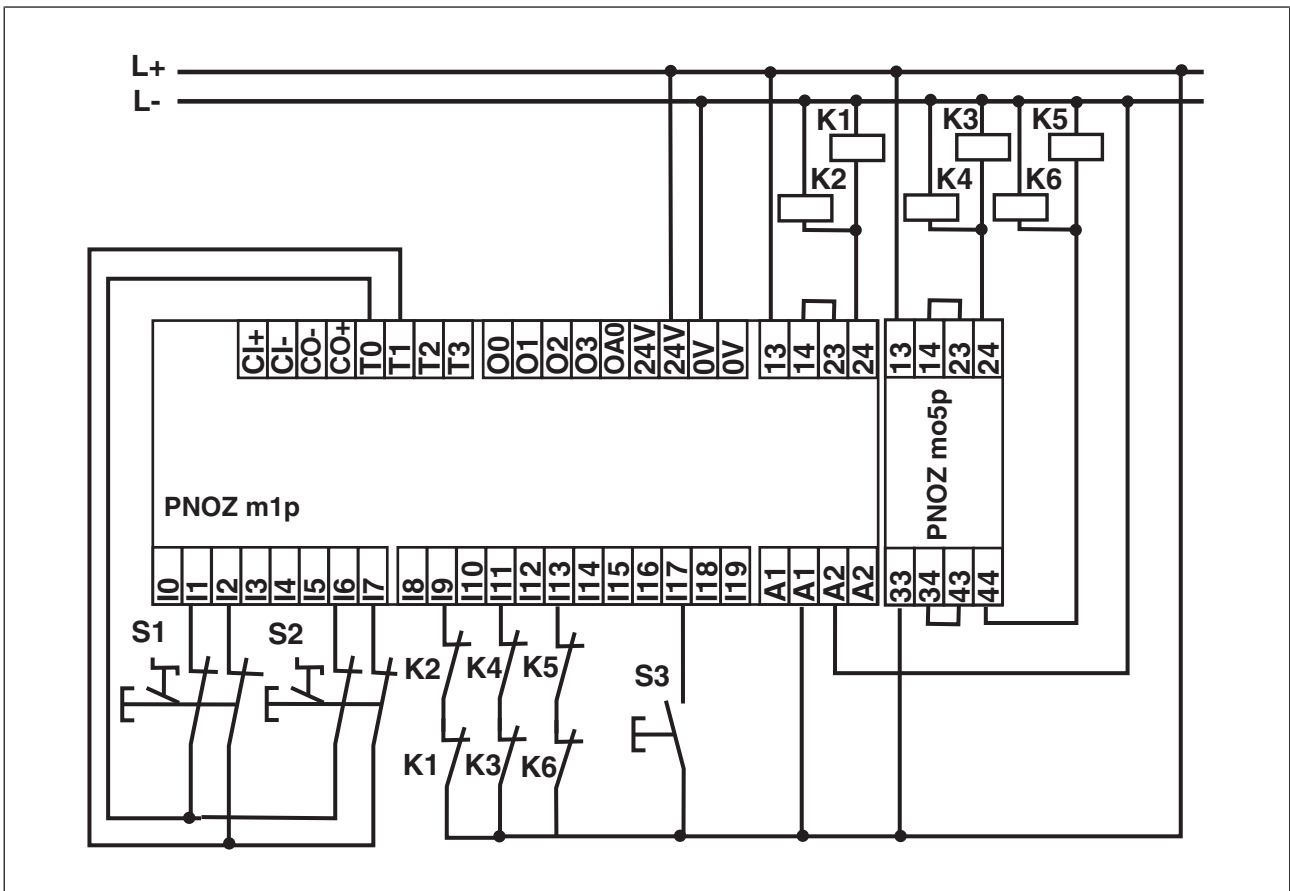 L+
L-
K1
K3
K5
K2
K4
K6
CI+
CI-
CO-
CO+
T0
T1
T2
T3
O0
O1
O2
O3
OA0
24V
24V
0V
0V
13
14
23
24
13
14
23
24
PNOZ m1p
PNOZ mo5p
I0
I1
I2
I3
I4
I5
I6
I7
I8
I9
I10
I11
I12
I13
I14
I15
I16
I17
I18
I19
A1
A1
A2
A2
33
34
43
44
S1
S2
K2
K4
K5
S3
K1
K3
K6